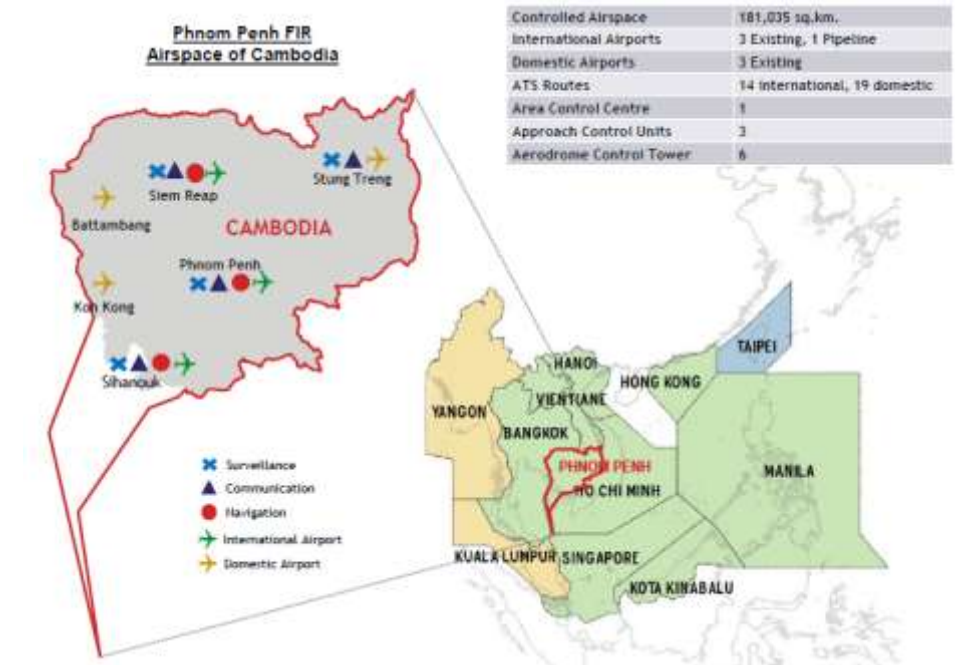 Phnom Penh FIR
Airspace of Cambodia
Controlled Airspace 181,035 sq.km.
International Airports 3 Existing, 1 Pipeline
Domestic Airports 3 Existing
ATS Routes 14 international, 19 domestic
Area Control Centre 1
Approach Control Units 3
Aerodrome Control Tower 6
Stung Treng
Siem Reap
Battambang
CAMBODIA
Phnom Penh
Koh Kong
Sihanouk
Surveillance
Communication
Navigation
International Airport
Domestic Airport
TAIPEI
HANOI
HONG KONG
VIENTIANE
YANGON
BANGKOK
PHNOM PENH
MANILA
HO CHI MINH
KUALA LUMPUR
SINGAPORE
KOTA KINABALU